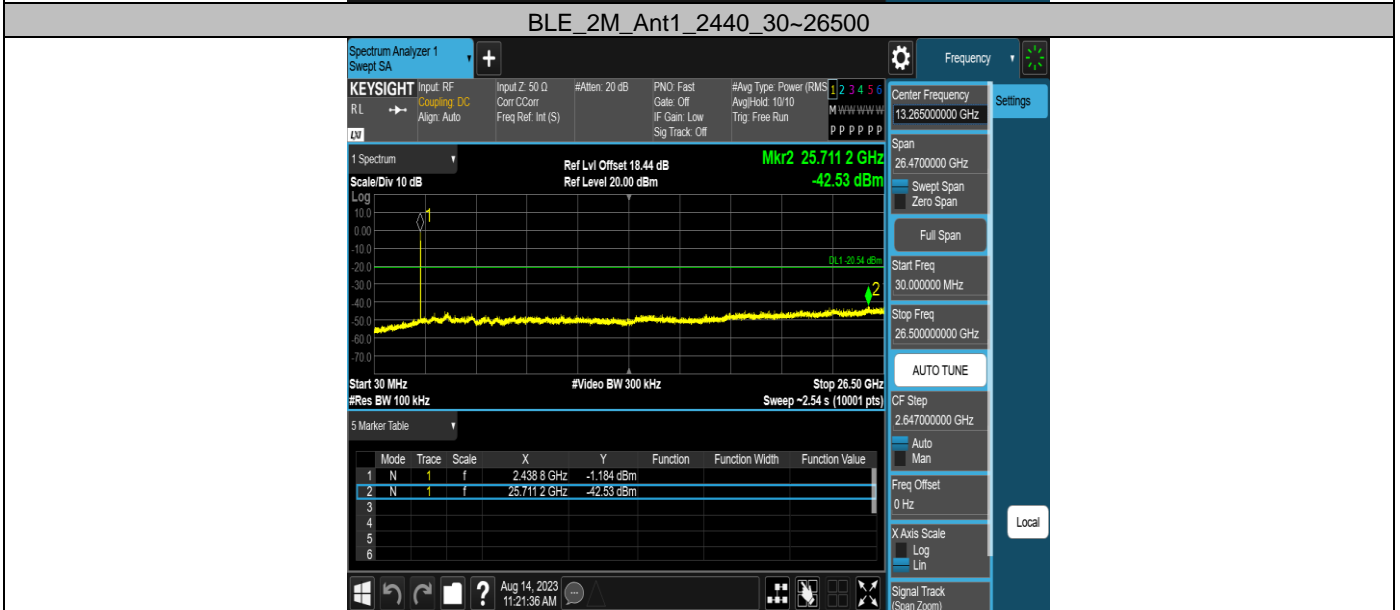 BLE_2M_Ant1_2440_30~26500
Spectrum Analyzer 1
Swept SA
+
Frequency
KEYSIGHT
RL
LXI
Input: RF
Coupling: DC
Align: Auto
Input Z: 50 Ω
Corr CCorr
Freq Ref: Int (S)
#Atten: 20 dB
PNO: Fast
Gate: Off
IF Gain: Low
Sig Track: Off
#Avg Type: Power (RMS
Avg|Hold: 10/10
Trig: Free Run
1 2 3 4 5 6
M W W W W W
P P P P P P
1 Spectrum
Scale/Div 10 dB
Ref Lvl Offset 18.44 dB
Ref Level 20.00 dBm
Mkr2 25.711 2 GHz
-42.53 dBm
Log
10.0
0.00
-10.0
-20.0
-30.0
-40.0
-50.0
-60.0
-70.0
1
DL1 -20.54 dBm
2
Start 30 MHz
#Video BW 300 kHz
Stop 26.50 GHz
#Res BW 100 kHz
Sweep ~2.54 s (10001 pts)
5 Marker Table
Mode Trace Scale X Y Function Function Width Function Value
1 N 1 f 2.438 8 GHz -1.184 dBm
2 N 1 f 25.711 2 GHz -42.53 dBm
3
4
5
6
?
Aug 14, 2023
11:21:36 AM
Center Frequency
13.265000000 GHz
Settings
Span
26.4700000 GHz
Swept Span
Zero Span
Full Span
Start Freq
30.000000 MHz
Stop Freq
26.500000000 GHz
AUTO TUNE
CF Step
2.647000000 GHz
Auto
Man
Freq Offset
0 Hz
Local
X Axis Scale
Log
Lin
Signal Track
(Span Zoom)